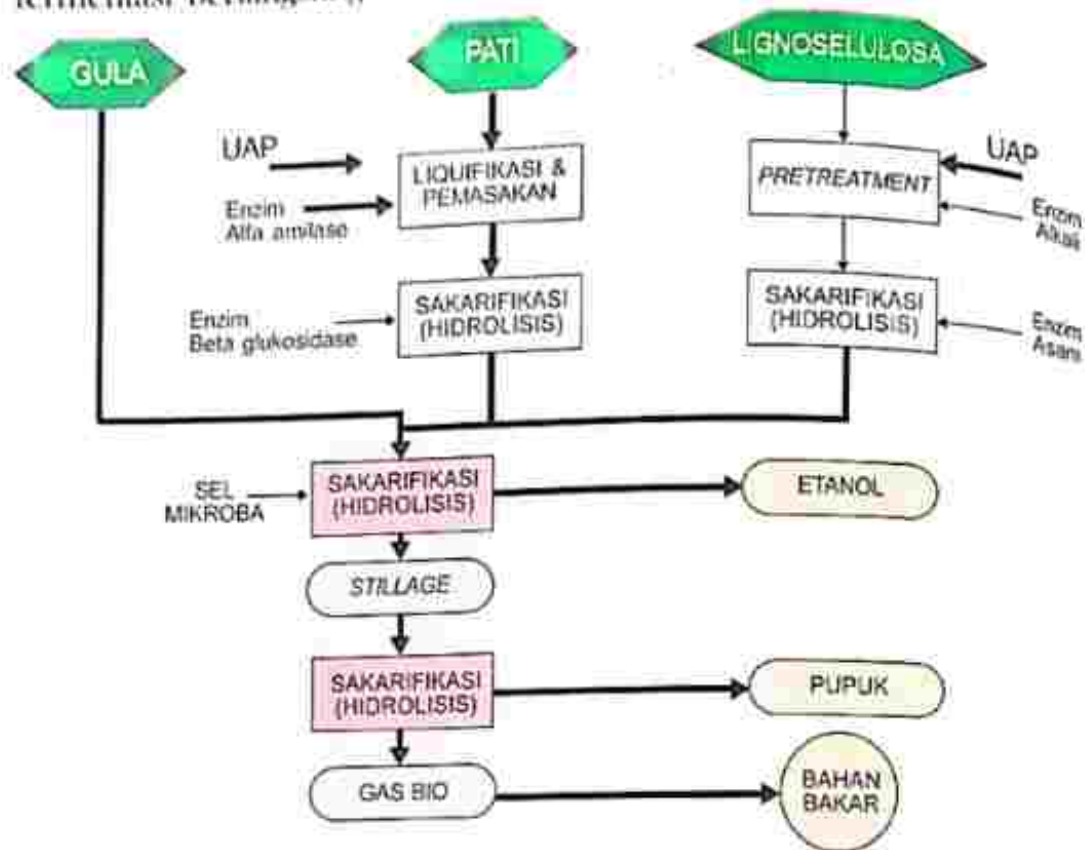 GULA
PATI
LIGNOSELULOSA
UAP
Enzim
Alfa amilase
LIQUIFIKASI &
PEMASAKAN
PRETREATMENT
UAP
Enzim
Alkali
Enzim
Beta glukosidase
SAKARIFIKASI
(HIDROLISIS)
SAKARIFIKASI
(HIDROLISIS)
Enzim
Asam
SEL
MIKROBA
SAKARIFIKASI
(HIDROLISIS)
ETANOL
STILLAGE
SAKARIFIKASI
(HIDROLISIS)
PUPUK
GAS BIO
BAHAN
BAKAR